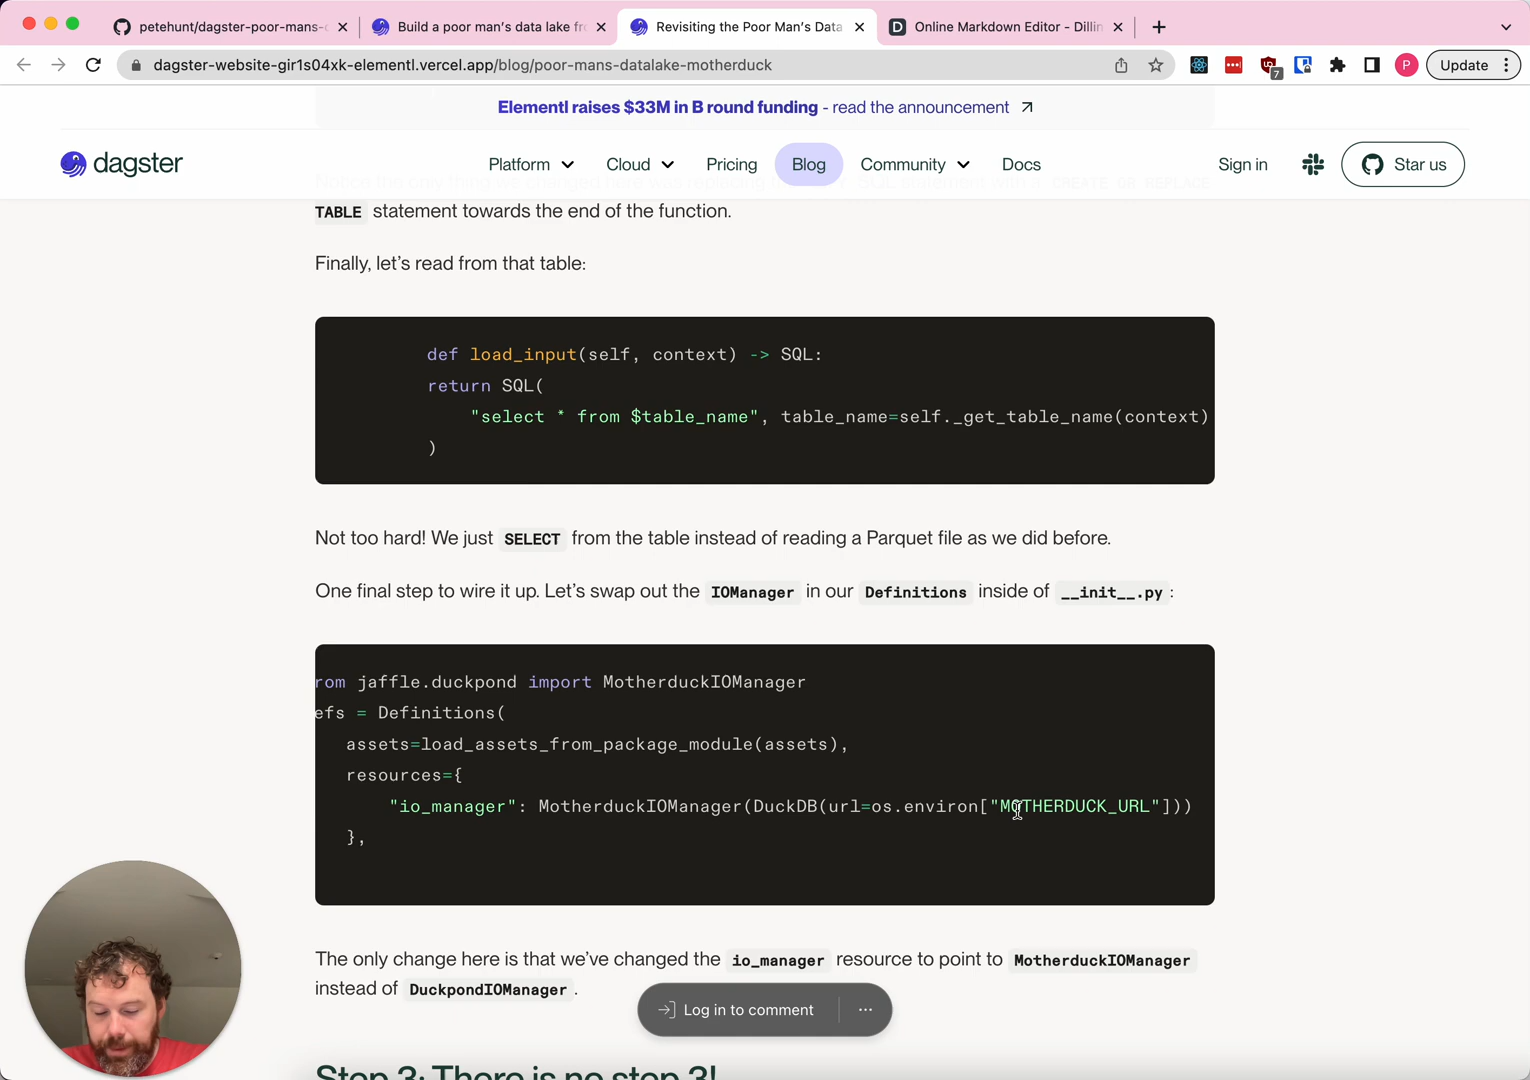 petehunt/dagster-poor-mans-
Build a poor man's data lake fr
Revisiting the Poor Man's Data
Online Markdown Editor - Dillin
dagster-website-gir1s04xk-elementl.vercel.app/blog/poor-mans-datalake-motherduck
7
P
Update
Elementl raises $33M in B round funding - read the announcement
dagster
Platform
Cloud
Pricing
Blog
Community
Docs
Sign in
Star us
TABLE statement towards the end of the function.
Finally, let's read from that table:
def load_input(self, context) -> SQL:
return SQL(
"select * from $table_name", table_name=self._get_table_name(context)
)
Not too hard! We just SELECT from the table instead of reading a Parquet file as we did before.
One final step to wire it up. Let's swap out the IOManager in our Definitions inside of __init__.py :
rom jaffle.duckpond import MotherduckIOManager
efs = Definitions(
assets=load_assets_from_package_module(assets),
resources={
"io_manager": MotherduckIOManager(DuckDB(url=os.environ["MOTHERDUCK_URL"]))
},
The only change here is that we've changed the io_manager resource to point to MotherduckIOManager
instead of DuckpondIOManager .
Log in to comment
Step 3: There is no step 3!